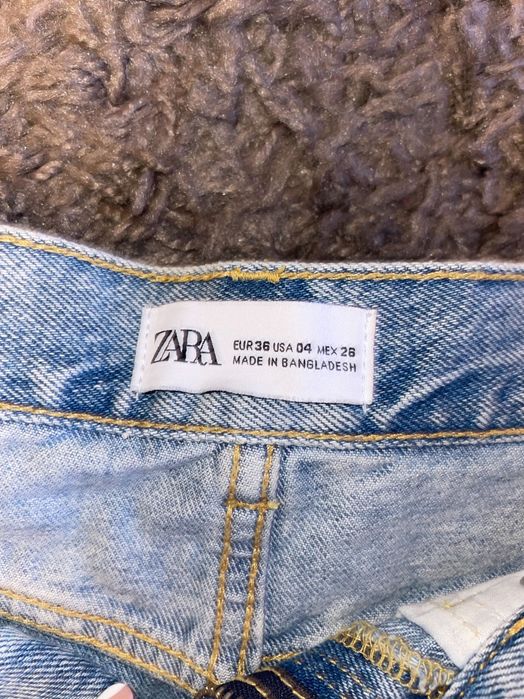 ZARA
EUR 36 USA 04 MEX 26
MADE IN BANGLADESH